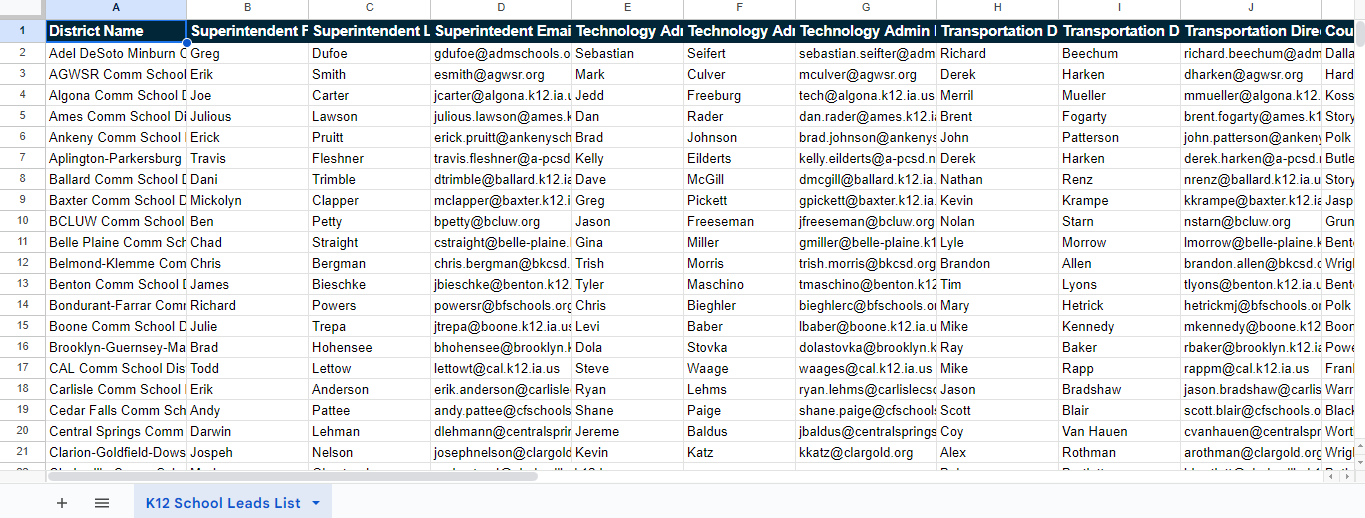 A B C D E F G H I J
1 District Name Superintendent F Superintendent L Superintedent Emai Technology Adr Technology Adr Technology Admin Transportation D Transportation D Transportation Dire Cou
2 Adel DeSoto Minburn C Greg Dufoe gdufoe@admschools.o Sebastian Seifert sebastian.seifter@adm Richard Beechum richard.beechum@adm Dalla
3 AGWSR Comm School Erik Smith esmith@agwsr.org Mark Culver mculver@agwsr.org Derek Harken dharken@agwsr.org Hard
4 Algona Comm School D Joe Carter jcarter@algona.k12.ia.u Jedd Freeburg tech@algona.k12.ia.us Merril Mueller mmueller@algona.k12. Koss
5 Ames Comm School Di Julious Lawson julious.lawson@ames.k Dan Rader dan.rader@ames.k12.i Brent Fogarty brent.fogarty@ames.k1 Story
6 Ankeny Comm School Erick Pruitt erick.pruitt@ankenysch Brad Johnson brad.johnson@ankenys John Patterson john.patterson@ankeny Polk
7 Aplington-Parkersburg Travis Fleshner travis.fleshner@a-pcsd Kelly Eilderts kelly.eilderts@a-pcsd.n Derek Harken derek.harken@a-pcsd. Butle
8 Ballard Comm School D Dani Trimble dtrimble@ballard.k12.ia Dave McGill dmcgill@ballard.k12.ia. Nathan Renz nrenz@ballard.k12.ia.u Story
9 Baxter Comm School D Mickolyn Clapper mclapper@baxter.k12.i Greg Pickett gpickett@baxter.k12.ia Kevin Krampe kkrampe@baxter.k12.ia Jasp
10 BCLUW Comm School Ben Petty bpetty@bcluw.org Jason Freeseman jfreeseman@bcluw.org Nolan Starn nstarn@bcluw.org Grun
11 Belle Plaine Comm Sch Chad Straight cstraight@belle-plaine. Gina Miller gmiller@belle-plaine.k1 Lyle Morrow lmorrow@belle-plaine.k Bent
12 Belmond-Klemme Com Chris Bergman chris.bergman@bkcsd. Trish Morris trish.morris@bkcsd.org Brandon Allen brandon.allen@bkcsd.o Wrig
13 Benton Comm School D James Bieschke jbieschke@benton.k12. Tyler Maschino tmaschino@benton.k12 Tim Lyons tlyons@benton.k12.ia.u Bent
14 Bondurant-Farrar Comm Richard Powers powersr@bfschools.org Chris Bieghler bieghlerc@bfschools.o Mary Hetrick hetrickmj@bfschools.or Polk
15 Boone Comm School D Julie Trepa jtrepa@boone.k12.ia.us Levi Baber lbaber@boone.k12.ia.u Mike Kennedy mkennedy@boone.k12 Boon
16 Brooklyn-Guernsey-Ma Brad Hohensee bhohensee@brooklyn.k Dola Stovka dolastovka@brooklyn.k Ray Baker rbaker@brooklyn.k12.ia Powe
17 CAL Comm School Dis Todd Lettow lettowt@cal.k12.ia.us Steve Waage waages@cal.k12.ia.us Mike Rapp rappm@cal.k12.ia.us Frank
18 Carlisle Comm School Erik Anderson erik.anderson@carlisle Ryan Lehms ryan.lehms@carlislecs Jason Bradshaw jason.bradshaw@carlis Warr
19 Cedar Falls Comm Sch Andy Pattee andy.pattee@cfschools Shane Paige shane.paige@cfschools Scott Blair scott.blair@cfschools.o Black
20 Central Springs Comm Darwin Lehman dlehmann@centralsprin Jereme Baldus jbaldus@centralsprings Coy Van Hauen cvanhauen@centralspr Wort
21 Clarion-Goldfield-Dows Jospeh Nelson josephnelson@clargold Kevin Katz kkatz@clargold.org Alex Rothman arothman@clargold.org Wrig
K12 School Leads List